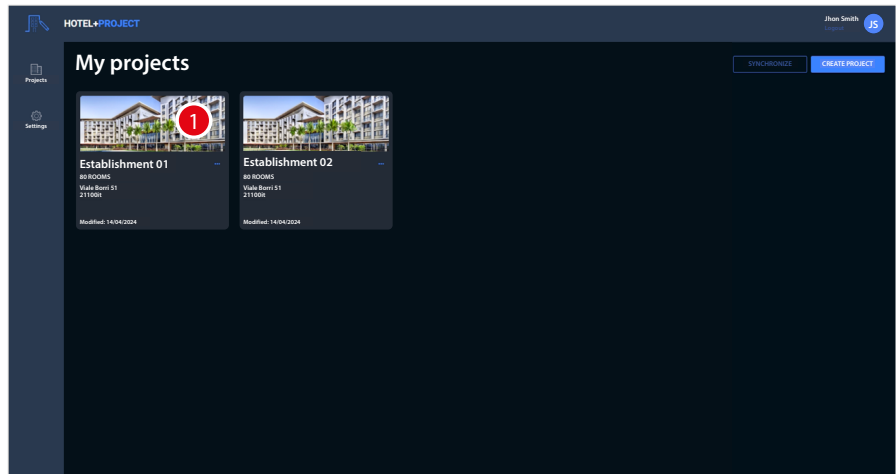 HOTEL+PROJECT
Jhon Smith
Logout
JS
Projects
Settings
My projects
SYNCHRONIZE
CREATE PROJECT
1
Establishment 01
...
80 ROOMS
Viale Borri 51
21100it
Modified: 14/04/2024
Establishment 02
...
80 ROOMS
Viale Borri 51
21100it
Modified: 14/04/2024